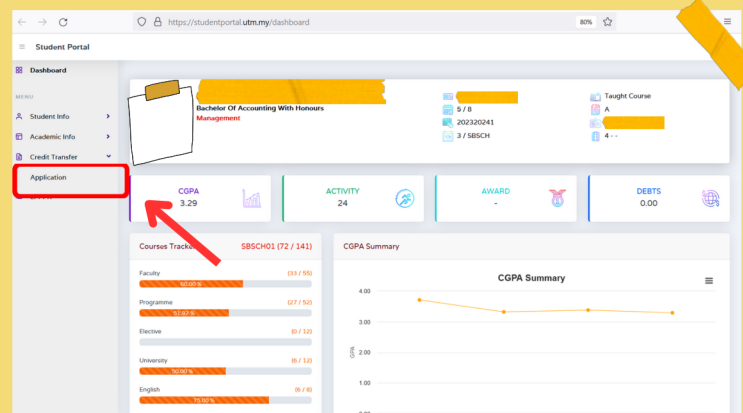 https://studentportal.utm.my/dashboard
80%
Student Portal
Dashboard
MENU
Student Info
Academic Info
Credit Transfer
Application
Bachelor Of Accounting With Honours
Management
5 / 8
202320241
3 / SBSCH
Taught Course
A
4 - -
CGPA
3.29
ACTIVITY
24
AWARD
-
DEBTS
0.00
Courses Tracker
SBSCH01 (72 / 141)
Faculty
(33 / 55)
60.00 %
Programme
(27 / 52)
Elective
(0 / 12)
University
(6 / 12)
50.00 %
English
(6 / 8)
75.00 %
CGPA Summary
CGPA Summary
4.00
3.00
2.00
1.00
GPA